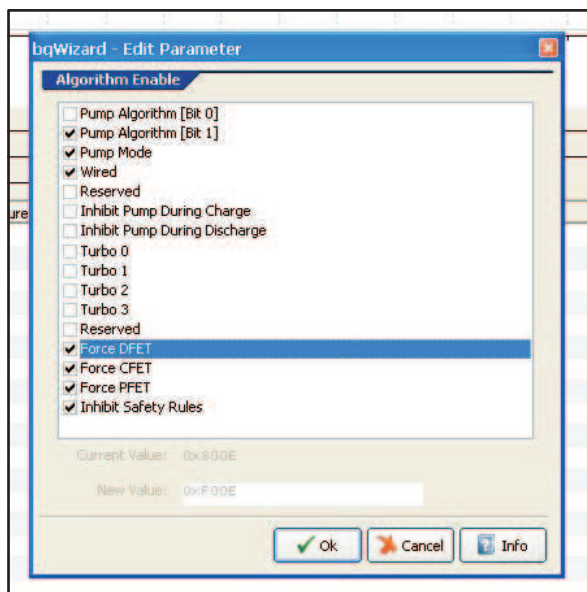 bqWizard - Edit Parameter
Algorithm Enable
Pump Algorithm [Bit 0]
Pump Algorithm [Bit 1]
Pump Mode
Wired
Reserved
Inhibit Pump During Charge
Inhibit Pump During Discharge
Turbo 0
Turbo 1
Turbo 2
Turbo 3
Reserved
Force DFET
Force CFET
Force PFET
Inhibit Safety Rules
Current Value: 0x800E
New Value: 0xF00E
Ok Cancel Info
ure